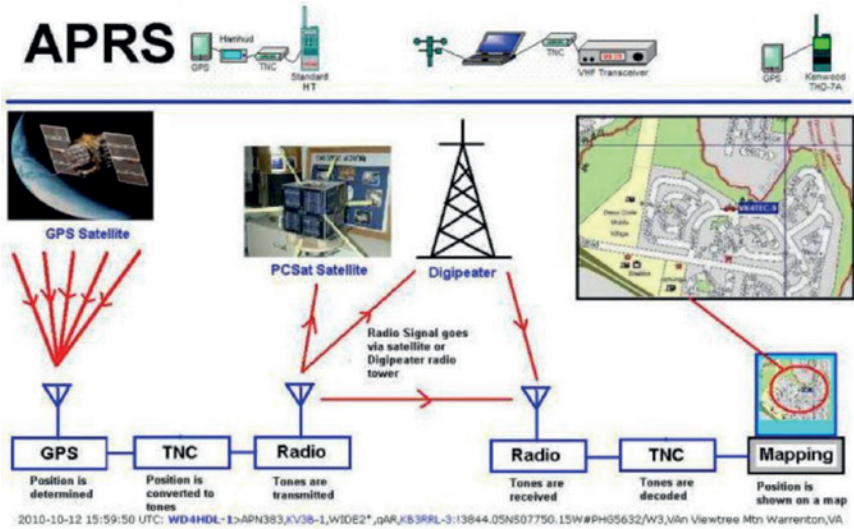 APRS
Hamhud
GPS
TNC
Standard
HT
TNC
VHF Transceiver
GPS
Kenwood
THD-7A
GPS Satellite
PCSat Satellite
Digipeater
VK4TEC-9
Radio Signal goes
via satellite or
Digipeater radio
tower
GPS
TNC
Radio
Radio
TNC
Mapping
Position is
determined
Position is
converted to
tones
Tones are
transmitted
Tones are
received
Tones are
decoded
Position is
shown on a map
2010-10-12 15:59:50 UTC: WD4HDL-1>APN383,KV3B-1,WIDE2*,qAR,KB3RRL-3:!3844.05NS07750.15W#PHG5632/W3,VAn Viewtree Mtn Warrenton,VA